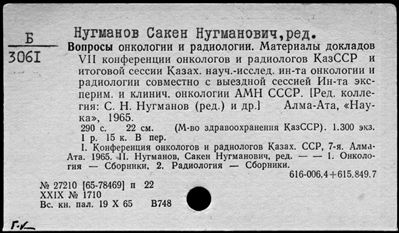 Нугманов Сакен Нугманович, ред.
Б
3061
Вопросы онкологии и радиологии. Материалы докладов
VII конференции онкологов и радиологов КазССР и
итоговой сессии Казах. науч.-исслед. ин-та онкологии и
радиологии совместно с выездной сессией Ин-та экс-
перим. и клинич. онкологии АМН СССР. [Ред. колле-
гия: С. Н. Нугманов (ред.) и др.] Алма-Ата, «Нау-
ка», 1965.
290 с. 22 см. (М-во здравоохранения КазССР). 1.300 экз.
1 р. 15 к. В пер.
I. Конференция онкологов и радиологов Казах. ССР, 7-я. Алма-
Ата. 1965. II. Нугманов, Сакен Нугманович, ред. — — 1. Онколо-
гия — Сборники. 2. Радиология — Сборники.
616-006.4+615.849.7
№ 27210 [65-78469] п 22
XXIX № 1710
Вс. кн. пал. 19 X 65 В748